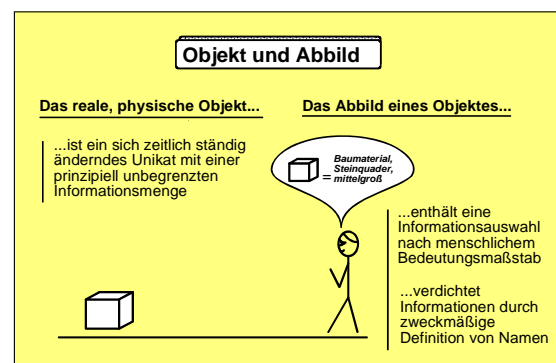 Objekt und Abbild
Das reale, physische Objekt...
...ist ein sich zeitlich ständig
änderndes Unikat mit einer
prinzipiell unbegrenzten
Informationsmenge
Das Abbild eines Objektes...
= Baumaterial,
Steinquader,
mittelgroß
...enthält eine
Informationsauswahl
nach menschlichem
Bedeutungsmaßstab
...verdichtet
Informationen durch
zweckmäßige
Definition von Namen